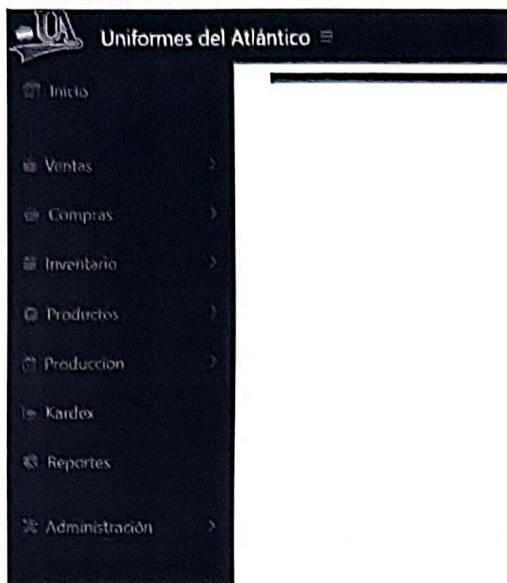 UA
Uniformes del Atlántico
Inicio
Ventas
Compras
Inventario
Productos
Produccion
Kardex
Reportes
Administración